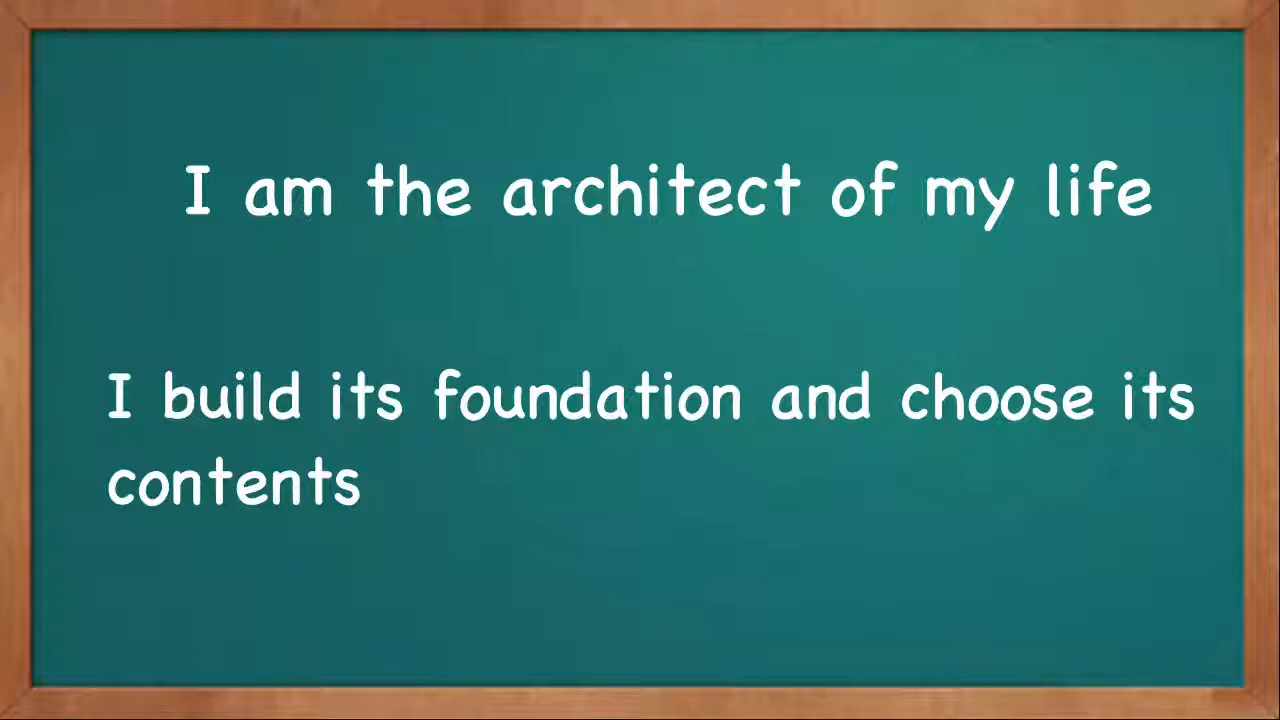 I am the architect of my life
I build its foundation and choose its
contents